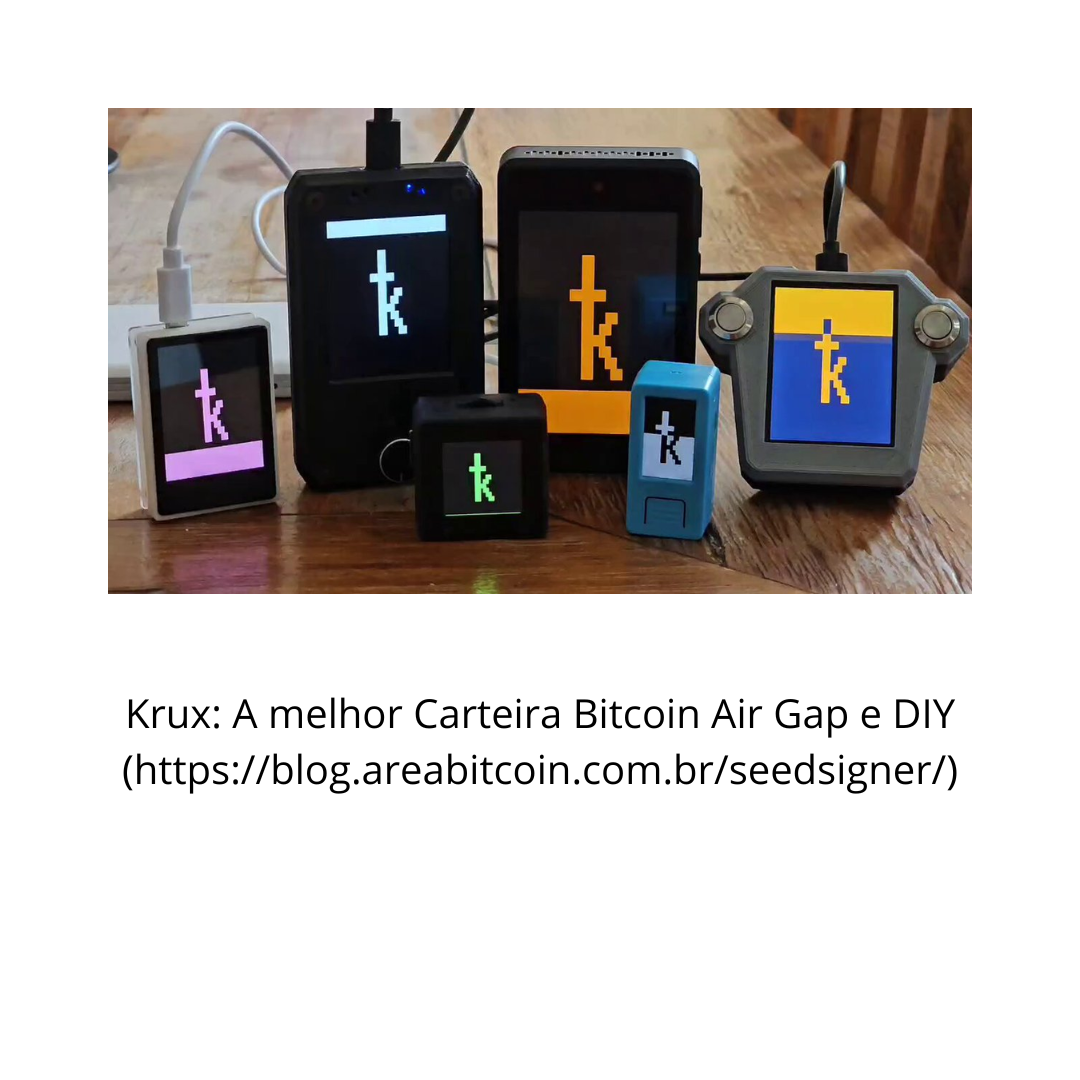 Krux: A melhor Carteira Bitcoin Air Gap e DIY
(https://blog.areabitcoin.com.br/seedsigner/)